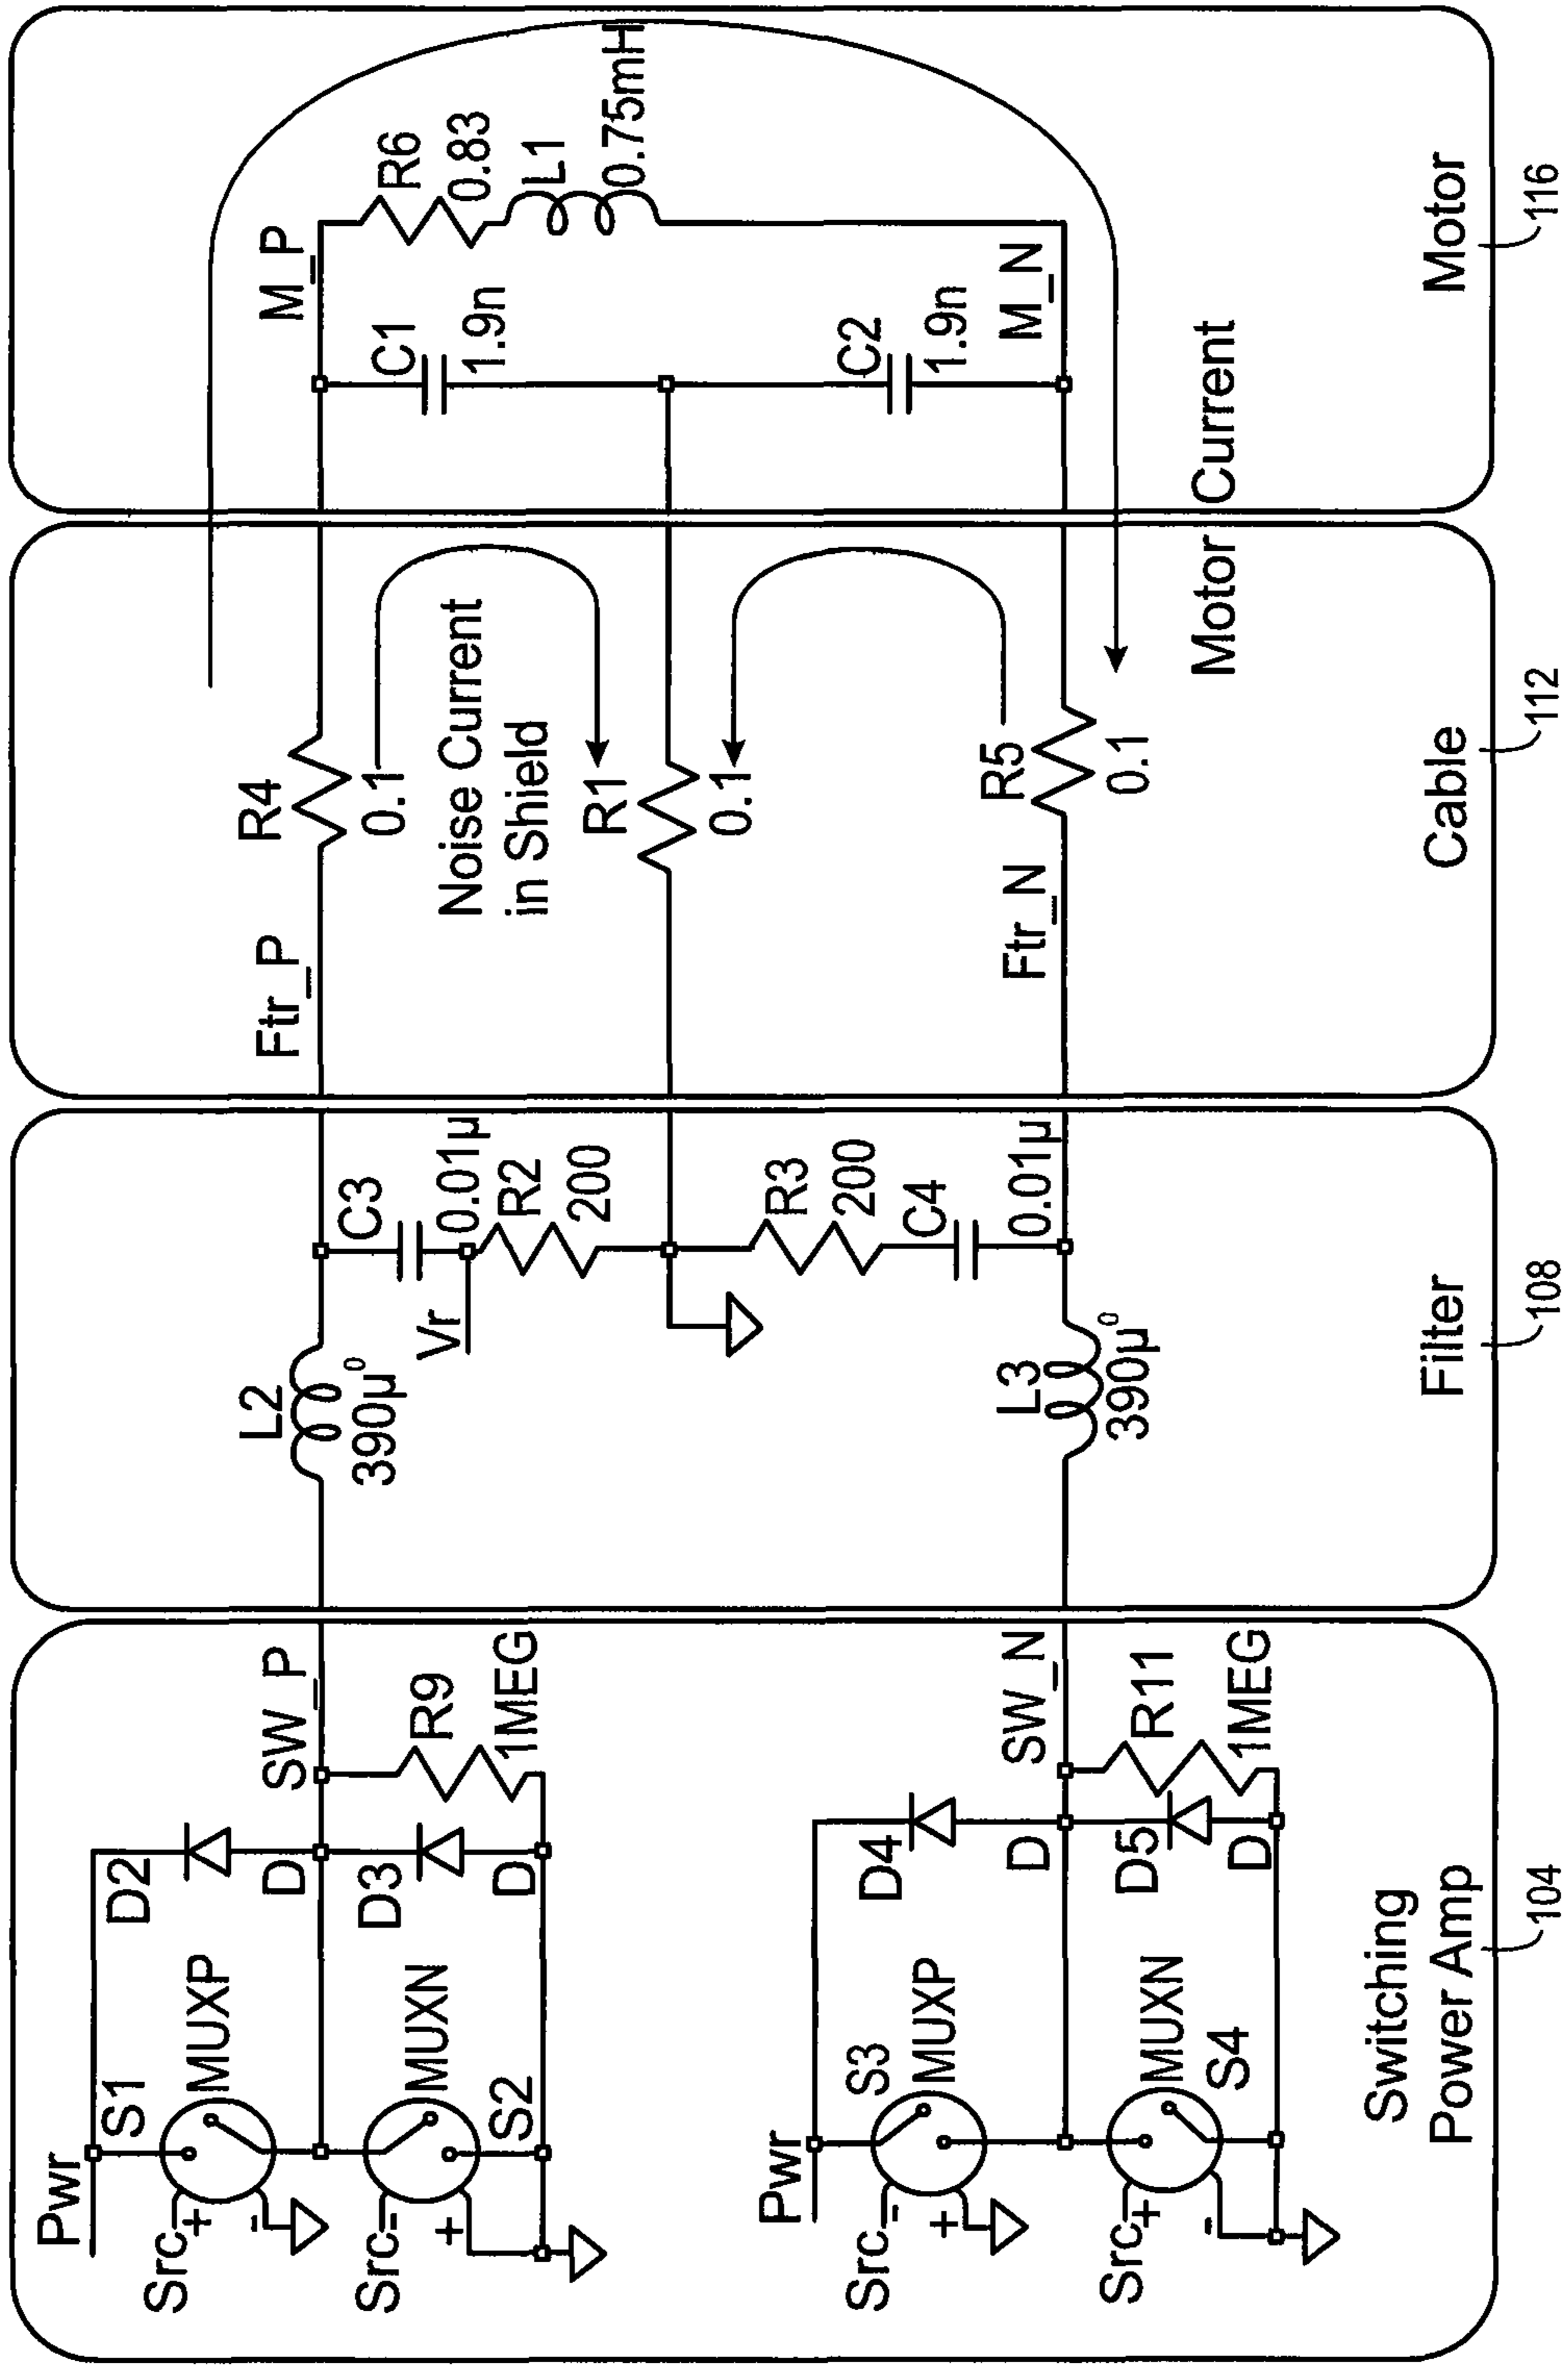 Pwr
S1
Src
+
-
MUXP
D2
D
Src
-
+
MUXN
S2
D3
D
SW_P
R9
1MEG
Pwr
S3
Src
-
+
MUXP
D4
D
Src
+
-
MUXN
S4
D5
D
SW_N
R11
1MEG
Switching
Power Amp
104
L2
390µ
C3
0.01µ
Vr
R2
200
R3
200
C4
0.01µ
L3
390µ
Filter
108
Ftr_P
R4
0.1
Noise Current
in Shield
R1
0.1
Ftr_N
R5
0.1
Cable
112
M_P
R6
0.83
L1
0.75mH
C1
1.9n
C2
1.9n
M_N
Motor Current
Motor
116